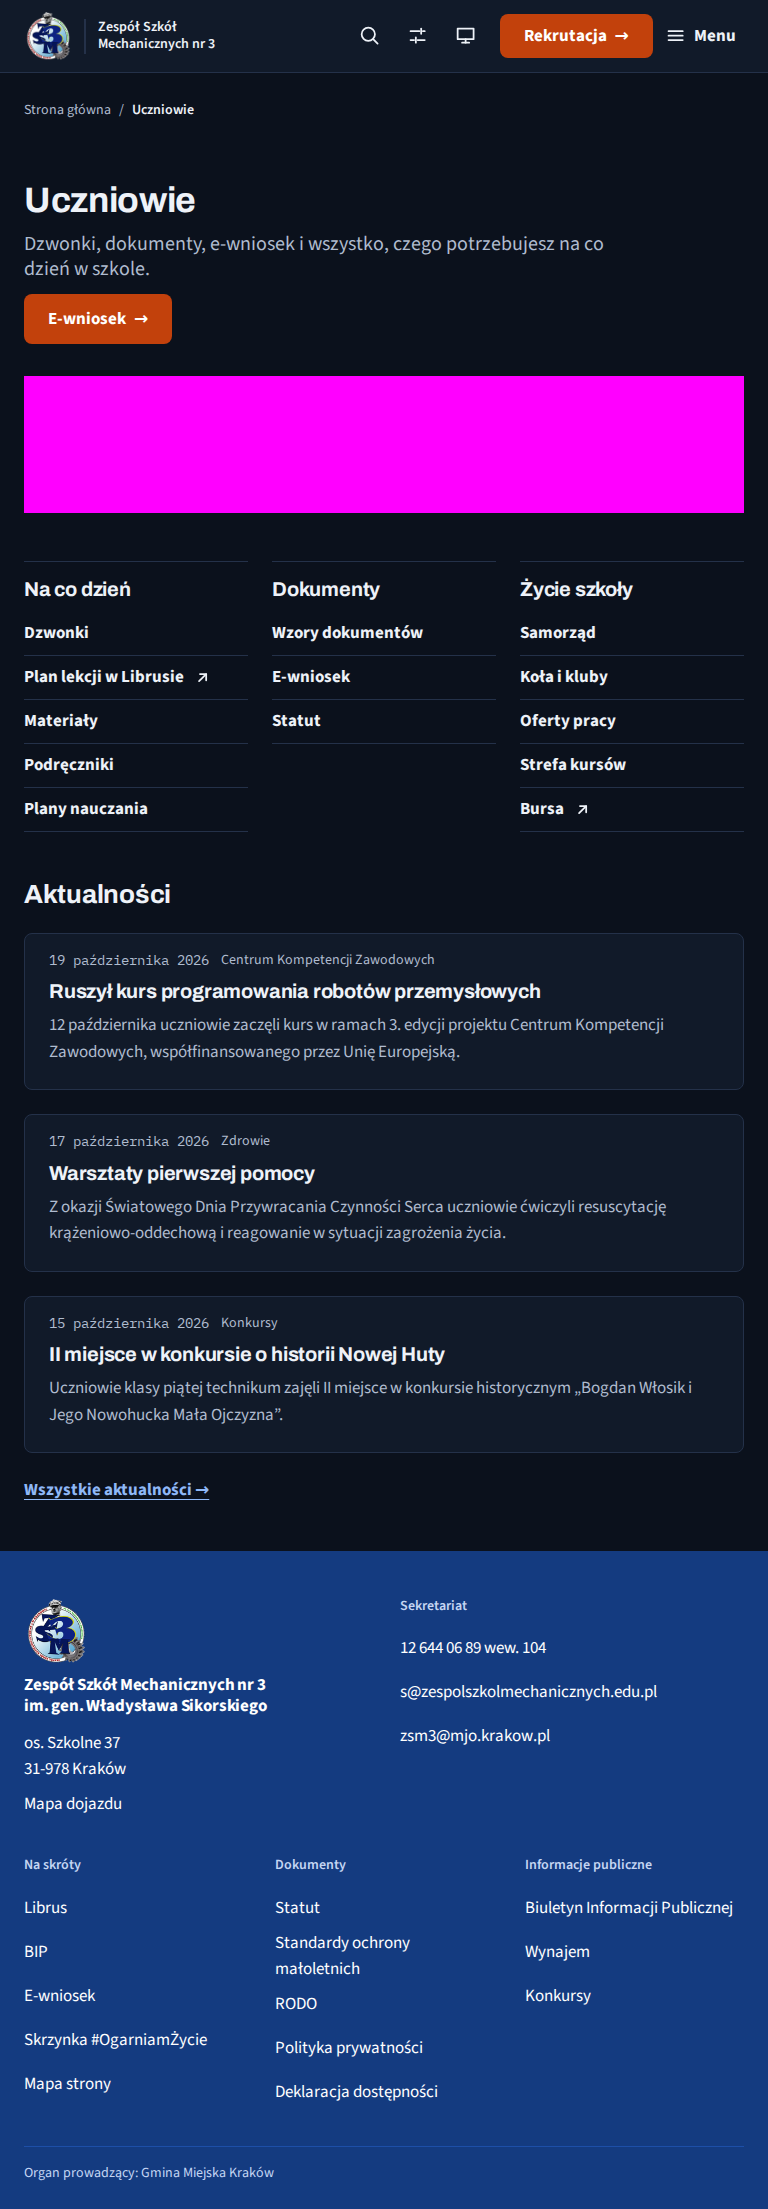 Zespół Szkół
Mechanicznych nr 3
Rekrutacja →
Menu
Strona główna / Uczniowie
Uczniowie
Dzwonki, dokumenty, e-wniosek i wszystko, czego potrzebujesz na co
dzień w szkole.
E-wniosek →
Na co dzień
Dzwonki
Plan lekcji w Librusie
Materiały
Podręczniki
Plany nauczania
Dokumenty
Wzory dokumentów
E-wniosek
Statut
Życie szkoły
Samorząd
Koła i kluby
Oferty pracy
Strefa kursów
Bursa
Aktualności
19 października 2026 Centrum Kompetencji Zawodowych
Ruszył kurs programowania robotów przemysłowych
12 października uczniowie zaczęli kurs w ramach 3. edycji projektu Centrum Kompetencji
Zawodowych, współfinansowanego przez Unię Europejską.
17 października 2026 Zdrowie
Warsztaty pierwszej pomocy
Z okazji Światowego Dnia Przywracania Czynności Serca uczniowie ćwiczyli resuscytację
krążeniowo-oddechową i reagowanie w sytuacji zagrożenia życia.
15 października 2026 Konkursy
II miejsce w konkursie o historii Nowej Huty
Uczniowie klasy piątej technikum zajęli II miejsce w konkursie historycznym „Bogdan Włosik i
Jego Nowohucka Mała Ojczyzna”.
Wszystkie aktualności →
Zespół Szkół Mechanicznych nr 3
im. gen. Władysława Sikorskiego
os. Szkolne 37
31-978 Kraków
Mapa dojazdu
Sekretariat
12 644 06 89 wew. 104
s@zespolszkolmechanicznych.edu.pl
zsm3@mjo.krakow.pl
Na skróty
Librus
BIP
E-wniosek
Skrzynka #OgarniamŻycie
Mapa strony
Dokumenty
Statut
Standardy ochrony
małoletnich
RODO
Polityka prywatności
Deklaracja dostępności
Informacje publiczne
Biuletyn Informacji Publicznej
Wynajem
Konkursy
Organ prowadzący: Gmina Miejska Kraków